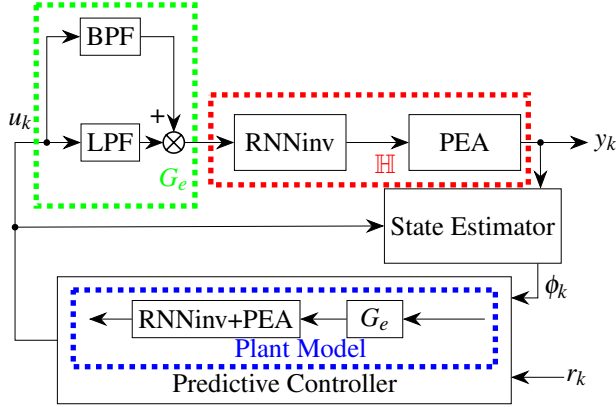 BPF
+
u_k
LPF
G_e
RNNinv
ℍ
PEA
y_k
State Estimator
ϕ_k
RNNinv+PEA
G_e
Plant Model
Predictive Controller
r_k